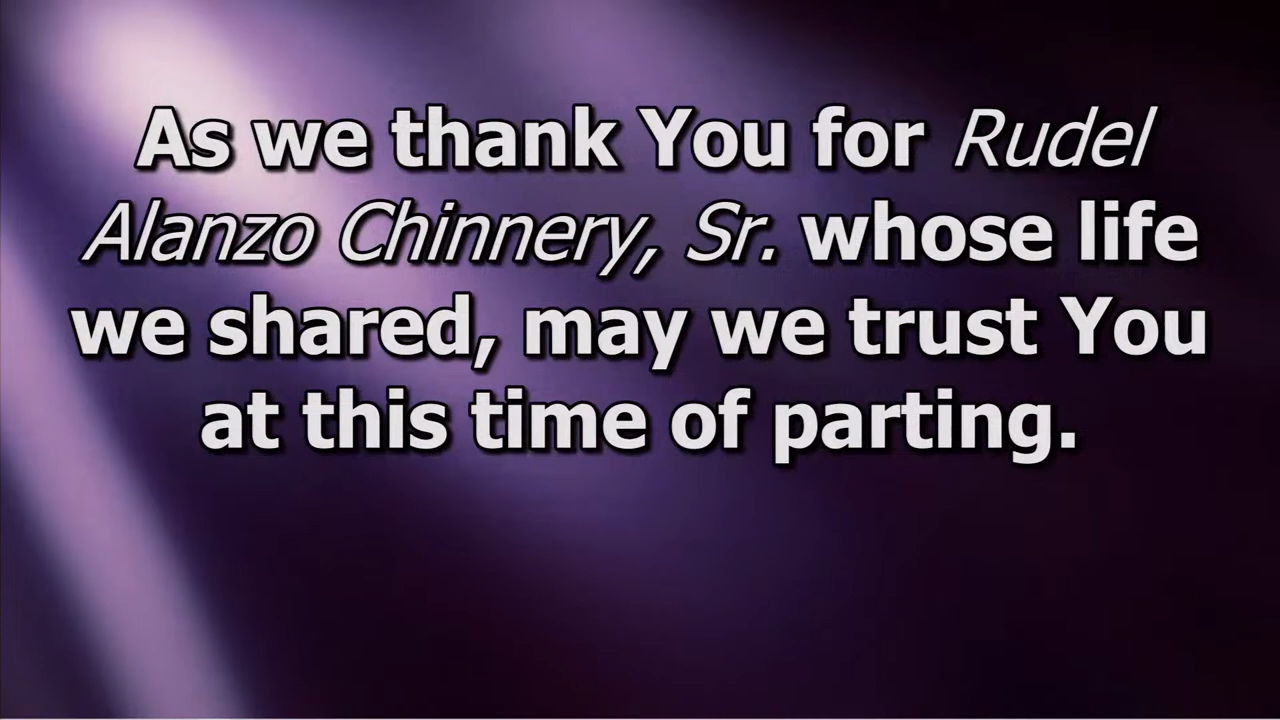 As we thank You for Rudel
Alanzo Chinnery, Sr. whose life
we shared, may we trust You
at this time of parting.